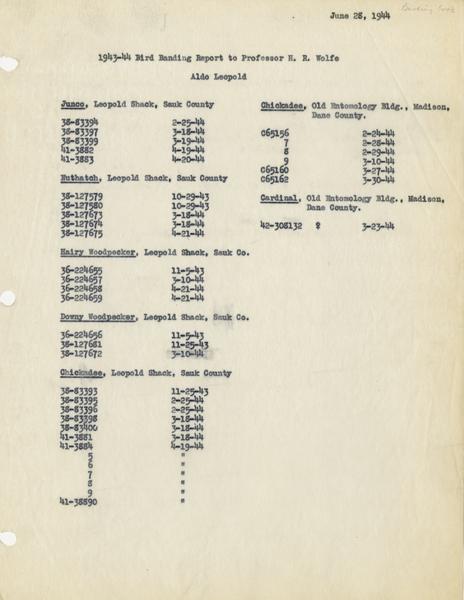 June 28, 1944
1943-44 Bird Banding Report to Professor H. R. Wolfe
Aldo Leopold
Junco, Leopold Shack, Sauk County
38-83394 2-25-44
38-83397 3-18-44
38-83399 3-19-44
41-3882 4-19-44
41-3883 4-20-44
Nuthatch, Leopold Shack, Sauk County
38-127579 10-29-43
38-127580 10-29-43
38-127673 3-18-44
38-127674 3-18-44
38-127675 4-21-44
Hairy Woodpecker, Leopold Shack, Sauk Co.
36-224655 11-5-43
36-224657 3-10-44
36-224658 4-21-44
36-224659 4-21-44
Downy Woodpecker, Leopold Shack, Sauk Co.
36-224656 11-5-43
38-127681 11-25-43
38-127672 3-10-44
Chickadee, Leopold Shack, Sauk County
38-83393 11-25-43
38-83395 2-25-44
38-83396 2-25-44
38-83398 3-18-44
38-83400 3-18-44
41-3881 3-18-44
41-3884 4-19-44
5 "
6 "
7 "
8 "
9 "
41-38890 "
Chickadee, Old Entomology Bldg., Madison,
Dane County.
C65156 2-24-44
7 2-28-44
8 2-29-44
9 3-10-44
C65160 3-27-44
C65162 3-30-44
Cardinal, Old Entomology Bldg., Madison,
Dane County.
42-308132 3-23-44